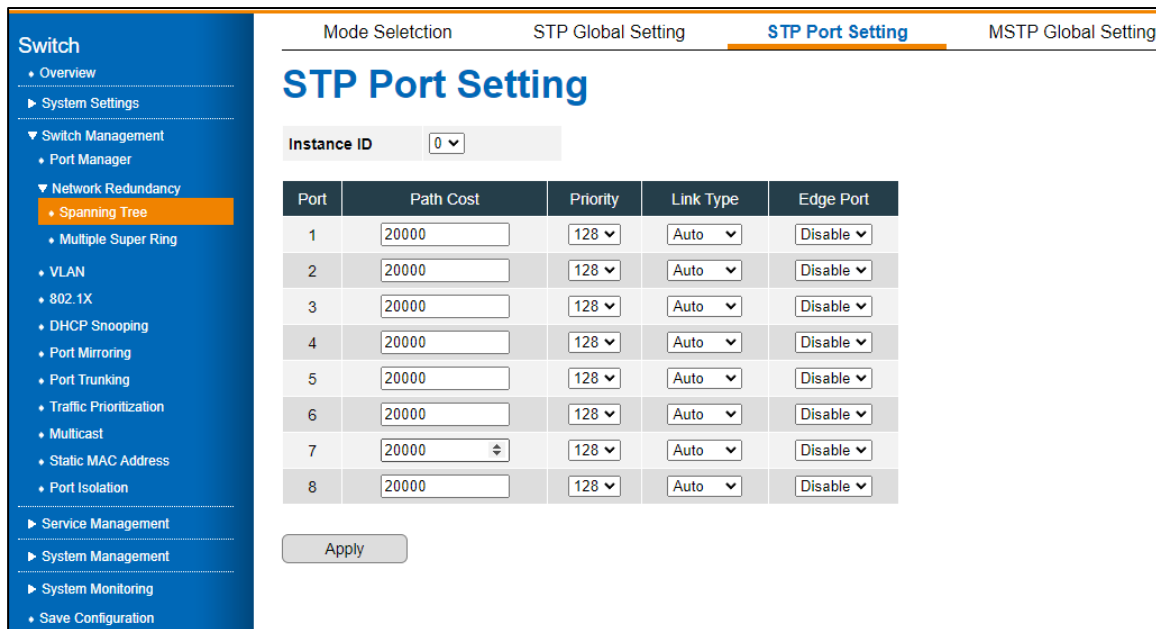 Switch
Overview
System Settings
Switch Management
Port Manager
Network Redundancy
Spanning Tree
Multiple Super Ring
VLAN
802.1X
DHCP Snooping
Port Mirroring
Port Trunking
Traffic Prioritization
Multicast
Static MAC Address
Port Isolation
Service Management
System Management
System Monitoring
Save Configuration
Mode Seletction STP Global Setting STP Port Setting MSTP Global Setting
STP Port Setting
Instance ID 0
Port Path Cost Priority Link Type Edge Port
1 20000 128 Auto Disable
2 20000 128 Auto Disable
3 20000 128 Auto Disable
4 20000 128 Auto Disable
5 20000 128 Auto Disable
6 20000 128 Auto Disable
7 20000 128 Auto Disable
8 20000 128 Auto Disable
Apply